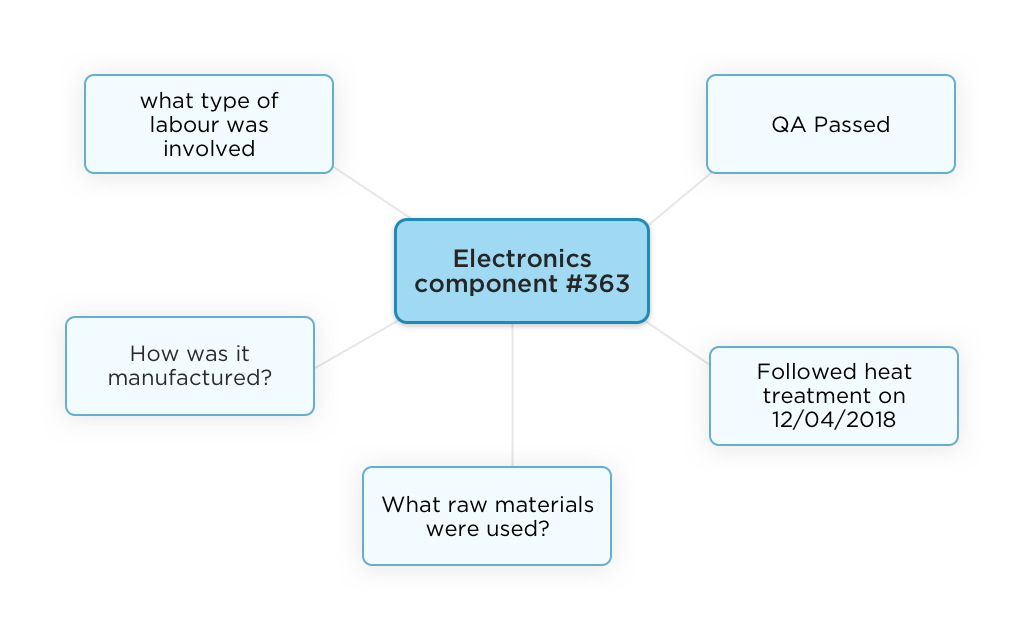 what type of
labour was
involved
QA Passed
Electronics
component #363
How was it
manufactured?
Followed heat
treatment on
12/04/2018
What raw materials
were used?